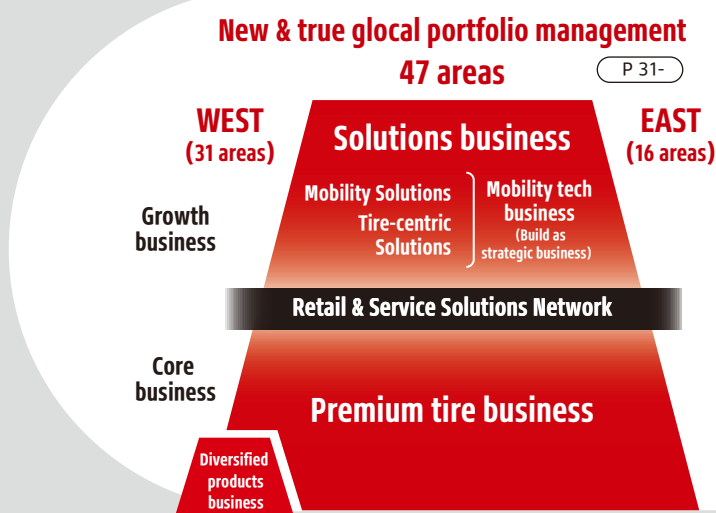 New & true glocal portfolio management
47 areas
P 31-
WEST
(31 areas)
EAST
(16 areas)
Solutions business
Growth
business
Mobility Solutions
Tire-centric
Solutions
Mobility tech
business
(Build as
strategic business)
Retail & Service Solutions Network
Core
business
Premium tire business
Diversified
products
business